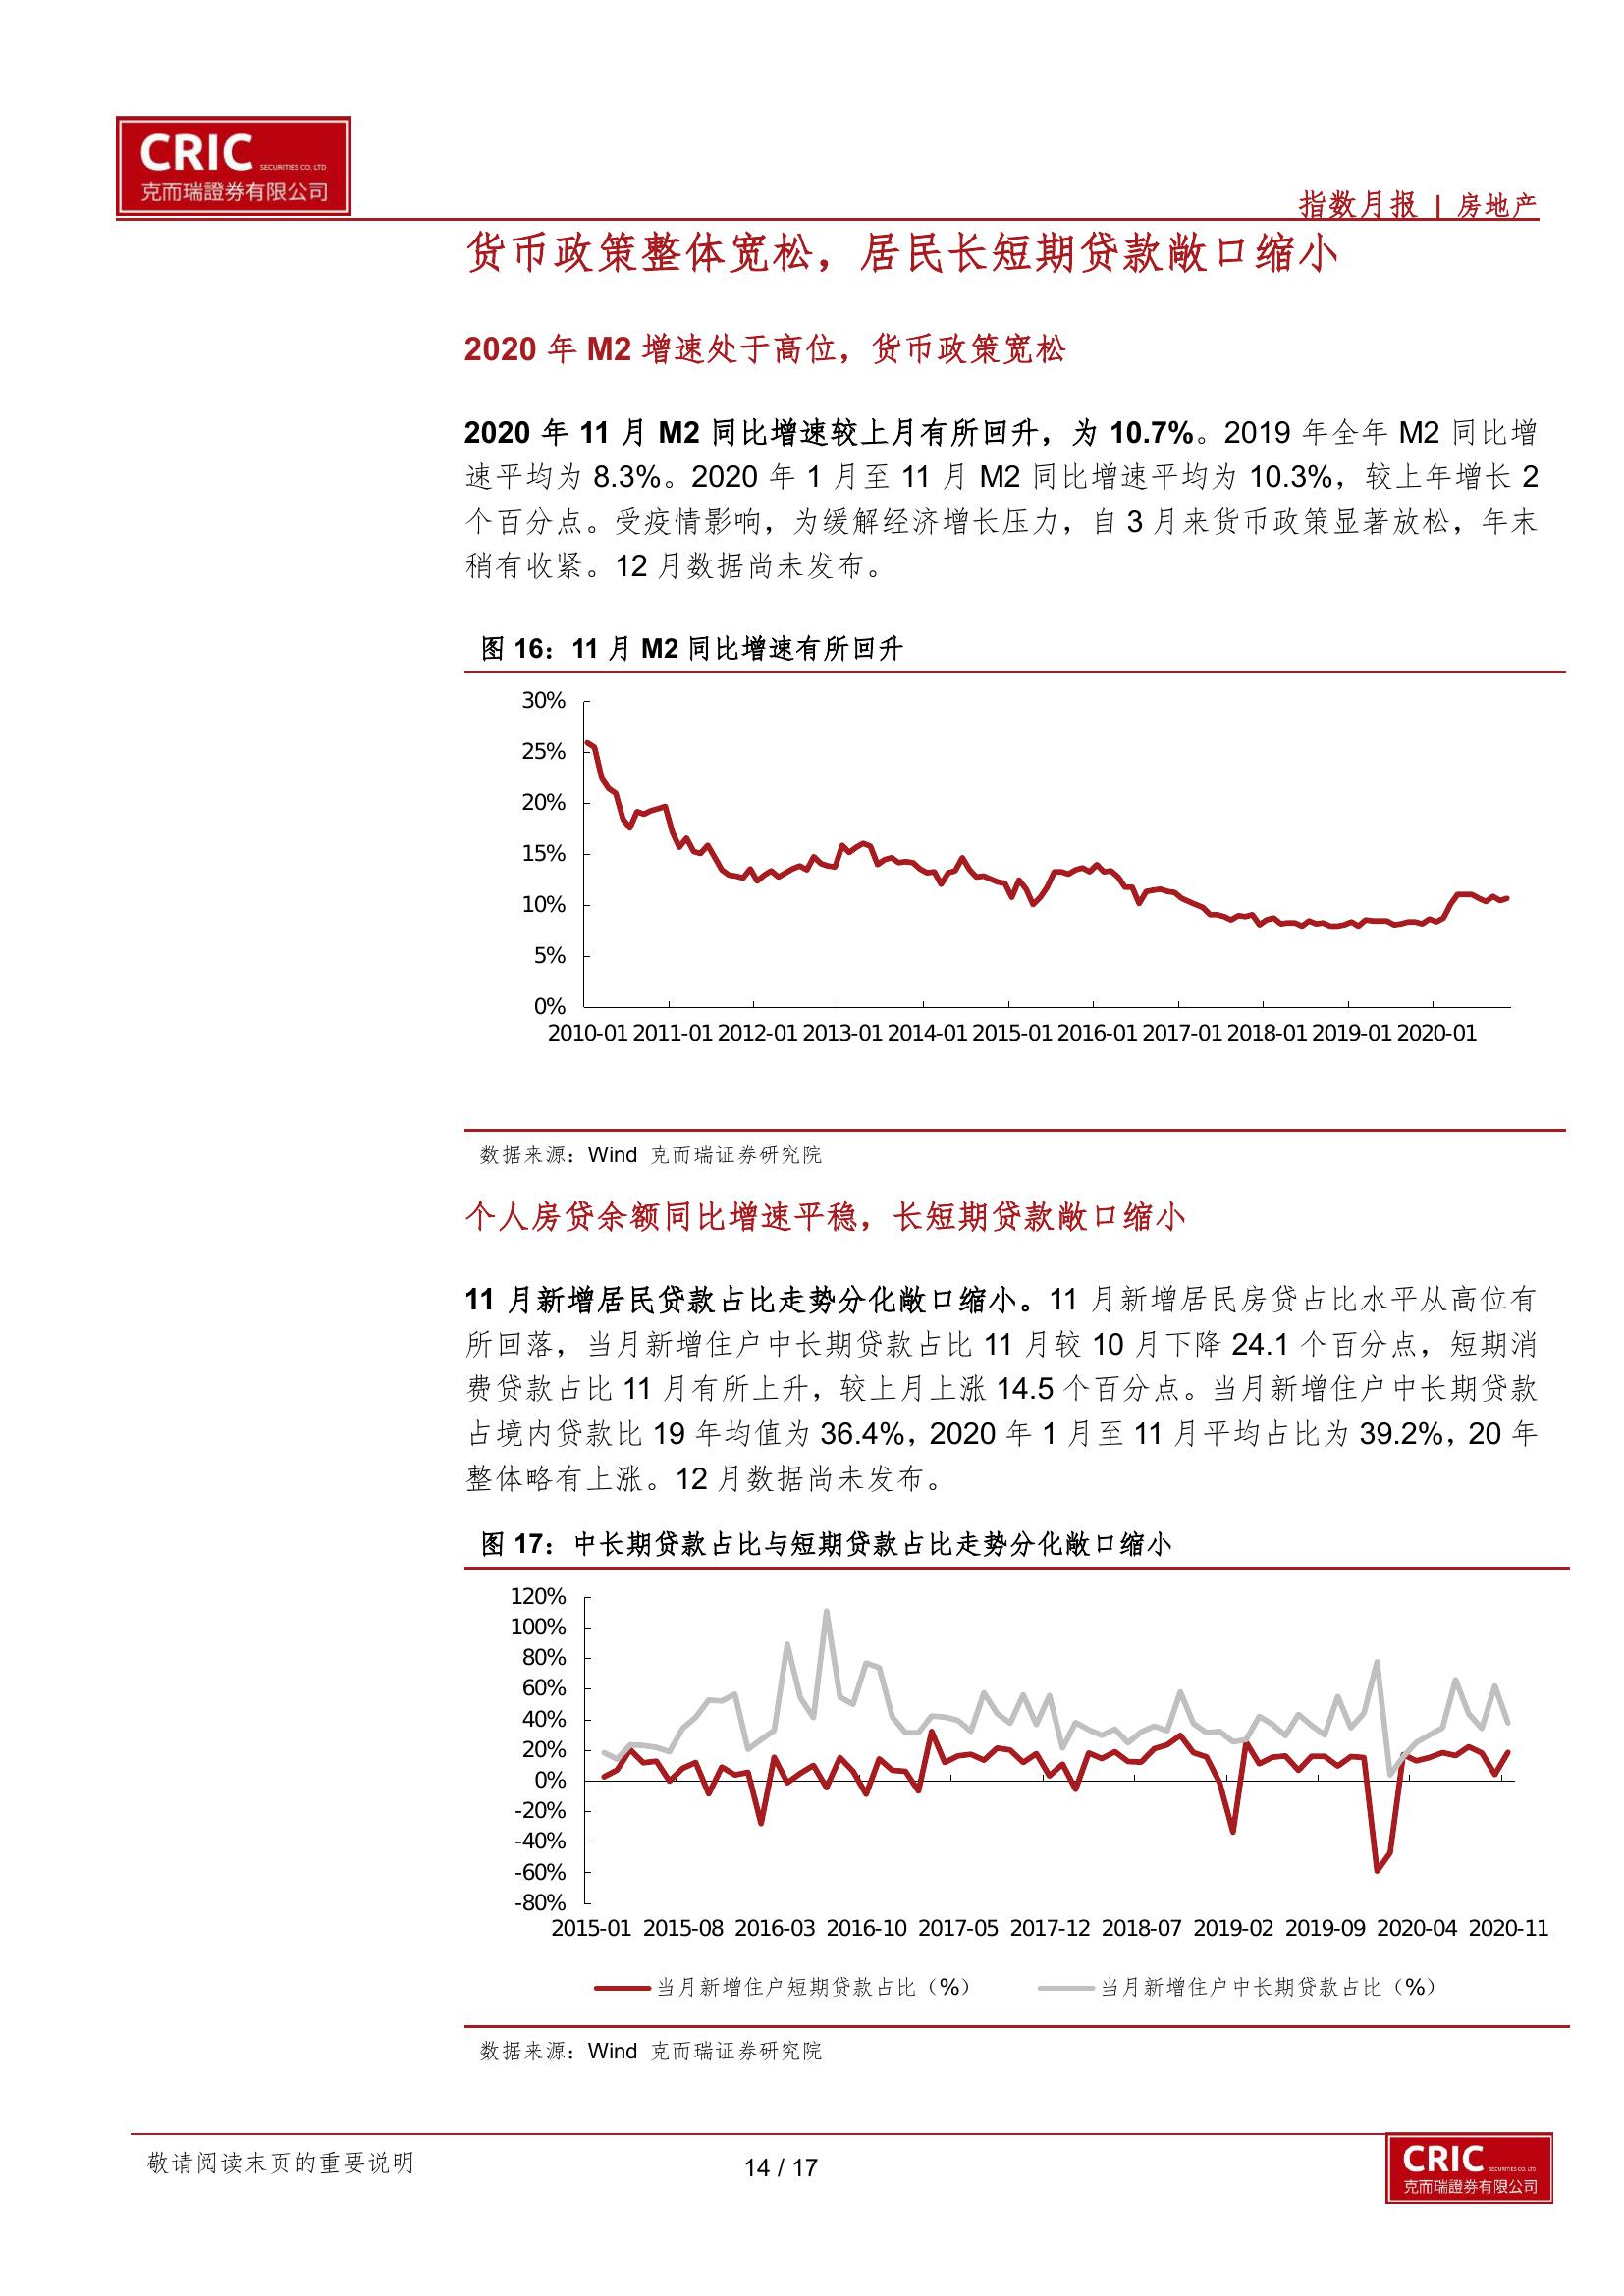 CRIC SECURITIES CO. LTD
克而瑞證券有限公司
指数月报 | 房地产
货币政策整体宽松，居民长短期贷款敞口缩小
2020 年 M2 增速处于高位，货币政策宽松
2020 年 11 月 M2 同比增速较上月有所回升，为 10.7%。2019 年全年 M2 同比增
速平均为 8.3%。2020 年 1 月至 11 月 M2 同比增速平均为 10.3%，较上年增长 2
个百分点。受疫情影响，为缓解经济增长压力，自 3 月来货币政策显著放松，年末
稍有收紧。12 月数据尚未发布。
图 16：11 月 M2 同比增速有所回升
30%
25%
20%
15%
10%
5%
0%
2010-01 2011-01 2012-01 2013-01 2014-01 2015-01 2016-01 2017-01 2018-01 2019-01 2020-01
数据来源：Wind 克而瑞证券研究院
个人房贷余额同比增速平稳，长短期贷款敞口缩小
11 月新增居民贷款占比走势分化敞口缩小。11 月新增居民房贷占比水平从高位有
所回落，当月新增住户中长期贷款占比 11 月较 10 月下降 24.1 个百分点，短期消
费贷款占比 11 月有所上升，较上月上涨 14.5 个百分点。当月新增住户中长期贷款
占境内贷款比 19 年均值为 36.4%，2020 年 1 月至 11 月平均占比为 39.2%，20 年
整体略有上涨。12 月数据尚未发布。
图 17：中长期贷款占比与短期贷款占比走势分化敞口缩小
120%
100%
80%
60%
40%
20%
0%
-20%
-40%
-60%
-80%
2015-01 2015-08 2016-03 2016-10 2017-05 2017-12 2018-07 2019-02 2019-09 2020-04 2020-11
当月新增住户短期贷款占比（%） 当月新增住户中长期贷款占比（%）
数据来源：Wind 克而瑞证券研究院
敬请阅读末页的重要说明 14 / 17
CRIC SECURITIES CO. LTD
克而瑞證券有限公司